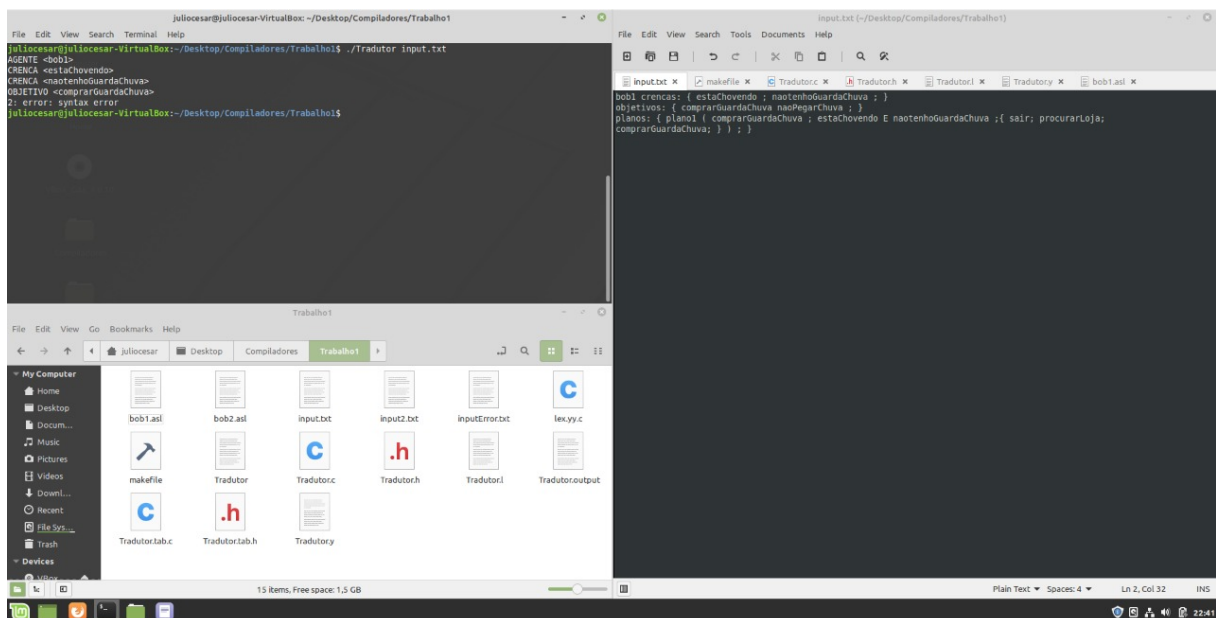 juliocesar@juliocesar-VirtualBox: ~/Desktop/Compiladores/Trabalho1
File Edit View Search Terminal Help
juliocesar@juliocesar-VirtualBox:~/Desktop/Compiladores/Trabalho1$ ./Tradutor input.txt
AGENTE <bob1>
CRENCA <estaChovendo>
CRENCA <naotenhoGuardaChuva>
OBJETIVO <comprarGuardaChuva>
2: error: syntax error
juliocesar@juliocesar-VirtualBox:~/Desktop/Compiladores/Trabalho1$
Trabalho1
File Edit View Go Bookmarks Help
juliocesar Desktop Compiladores Trabalho1
My Computer
Home
Desktop
Docum...
Music
Pictures
Videos
Downl...
Recent
File Sys...
Trash
Devices
bob1.asl bob2.asl input.txt input2.txt inputError.txt lex.yy.c
makefile Tradutor Tradutor.c Tradutor.h Tradutor.l Tradutor.output
Tradutor.tab.c Tradutor.tab.h Tradutor.y
15 items, Free space: 1,5 GB
input.txt (~/Desktop/Compiladores/Trabalho1)
File Edit View Search Tools Documents Help
input.txt makefile Tradutor.c Tradutor.h Tradutor.l Tradutor.y bob1.asl
bob1 crencas: { estaChovendo ; naotenhoGuardaChuva ; }
objetivos: { comprarGuardaChuva naoPegarChuva ; }
planos: { plano1 ( comprarGuardaChuva ; estaChovendo E naotenhoGuardaChuva ;{ sair; procurarLoja;
comprarGuardaChuva; } ) ; }
Plain Text Spaces: 4 Ln 2, Col 32 INS
22:41